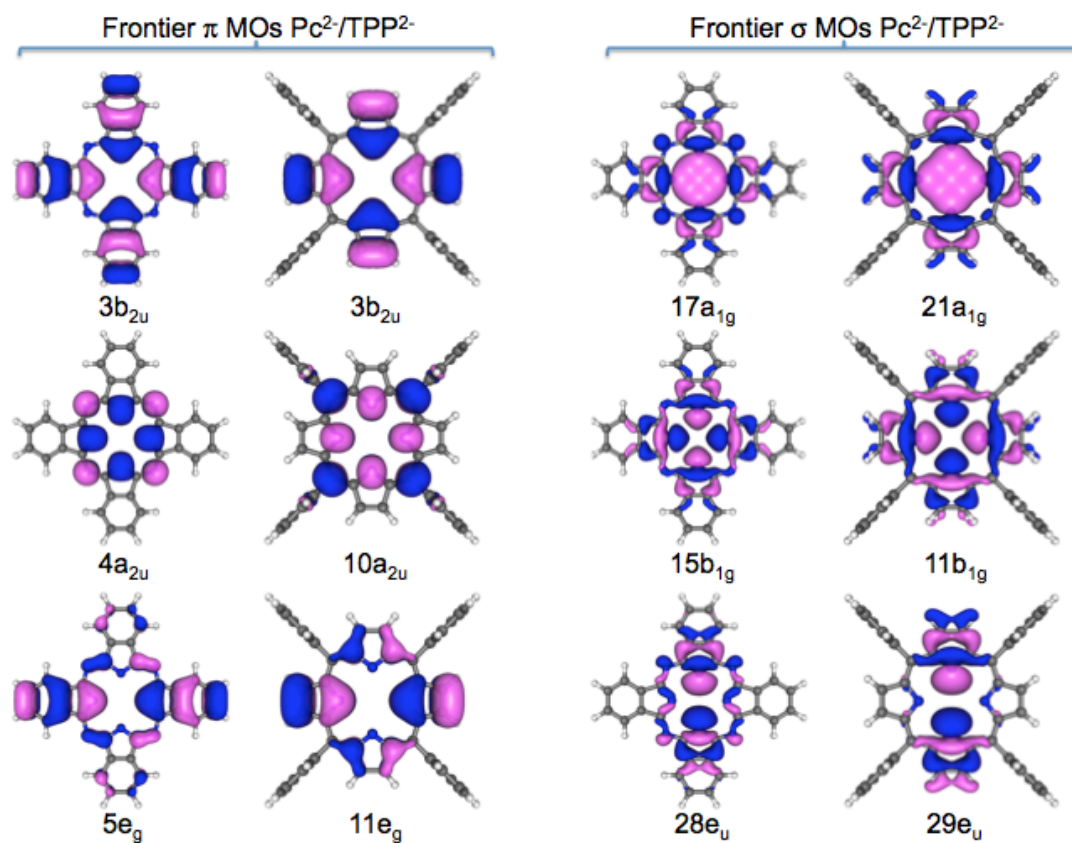 Frontier π MOs Pc²⁻/TPP²⁻
Frontier σ MOs Pc²⁻/TPP²⁻
3b₂ᵤ 3b₂ᵤ 17a₁g 21a₁g
4a₂ᵤ 10a₂ᵤ 15b₁g 11b₁g
5eg 11eg 28eᵤ 29eᵤ